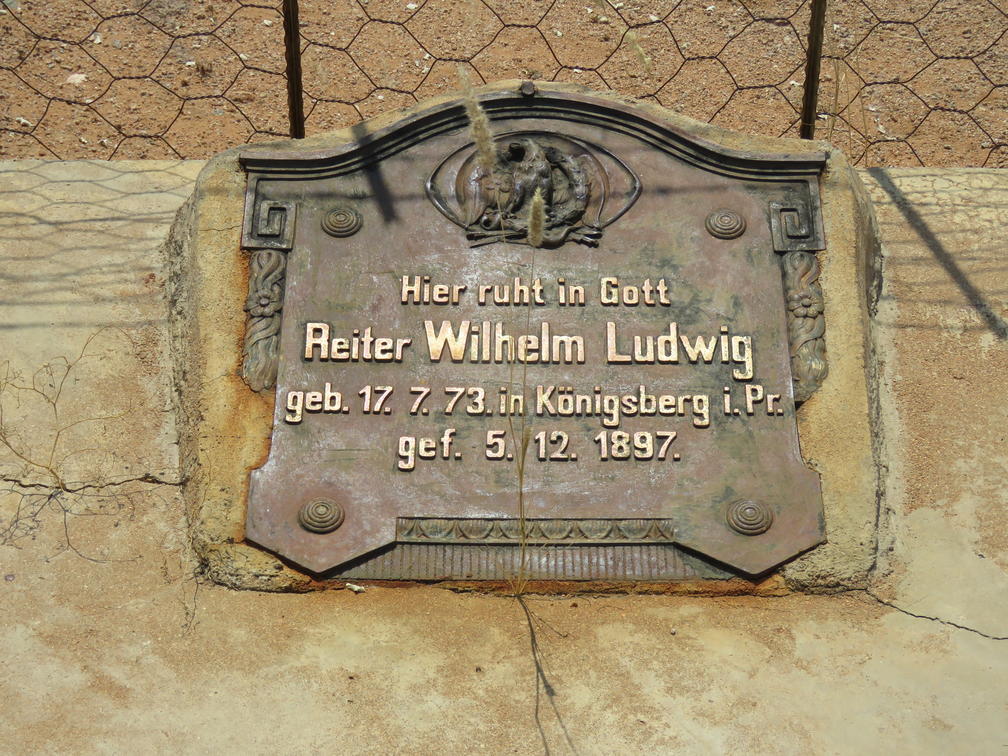 Hier ruht in Gott
Reiter Wilhelm Ludwig
geb. 17. 7. 73. in Königsberg i. Pr.
gef. 5. 12. 1897.